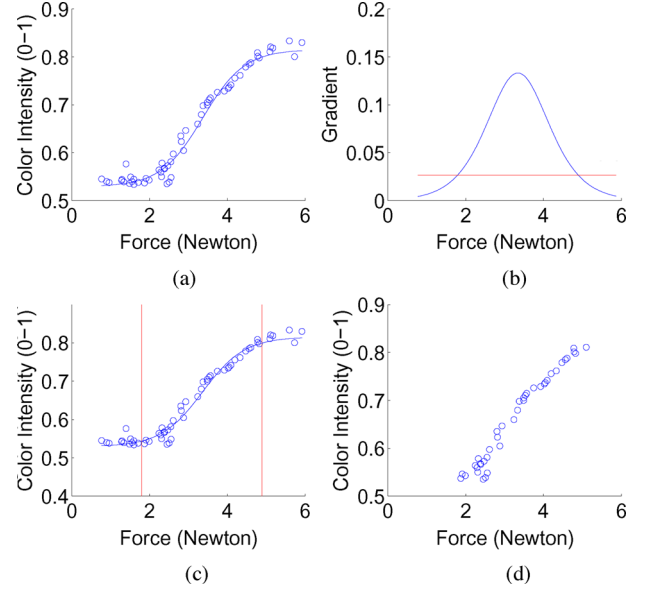 0.9
0.8
0.7
0.6
0.5
0 2 4 6
Color Intensity (0−1)
Force (Newton)
(a)
0.2
0.15
0.1
0.05
0
0 2 4 6
Gradient
Force (Newton)
(b)
0.8
0.7
0.6
0.5
0.4
0 2 4 6
Color Intensity (0−1)
Force (Newton)
(c)
0.9
0.8
0.7
0.6
0.5
0 2 4 6
Color Intensity (0−1)
Force (Newton)
(d)